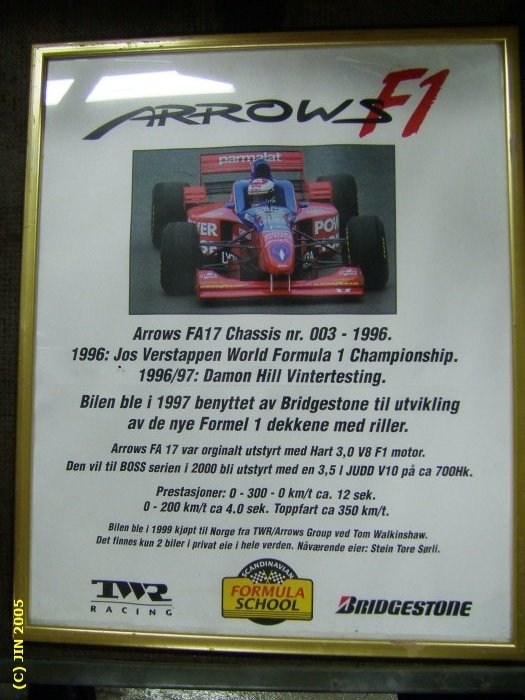 ARROWS F1
parmalat
POWER
Arrows FA17 Chassis nr. 003 - 1996.
1996: Jos Verstappen World Formula 1 Championship.
1996/97: Damon Hill Vintertesting.
Bilen ble i 1997 benyttet av Bridgestone til utvikling
av de nye Formel 1 dekkene med riller.
Arrows FA 17 var orginalt utstyrt med Hart 3,0 V8 F1 motor.
Den vil til BOSS serien i 2000 bli utstyrt med en 3,5 l JUDD V10 på ca 700Hk.
Prestasjoner: 0 - 300 - 0 km/t ca. 12 sek.
0 - 200 km/t ca 4.0 sek. Toppfart ca 350 km/t.
Bilen ble i 1999 kjøpt til Norge fra TWR/Arrows Group ved Tom Walkinshaw.
Det finnes kun 2 biler i privat eie i hele verden. Nåværende eier: Stein Tore Sørli.
TWR
RACING
SCANDINAVIAN
FORMULA
SCHOOL
BRIDGESTONE
(C) JIN 2005